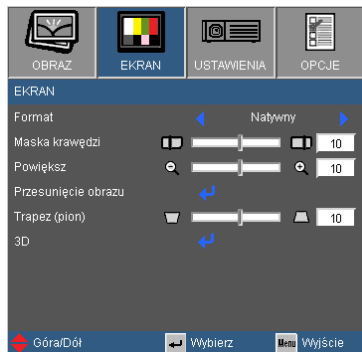 OBRAZ EKRAN USTAWIENIA OPCJE
EKRAN
Format Natywny
Maska krawędzi 10
Powiększ 10
Przesunięcie obrazu
Trapez (pion) 10
3D
Góra/Dół Wybierz Menu Wyjście